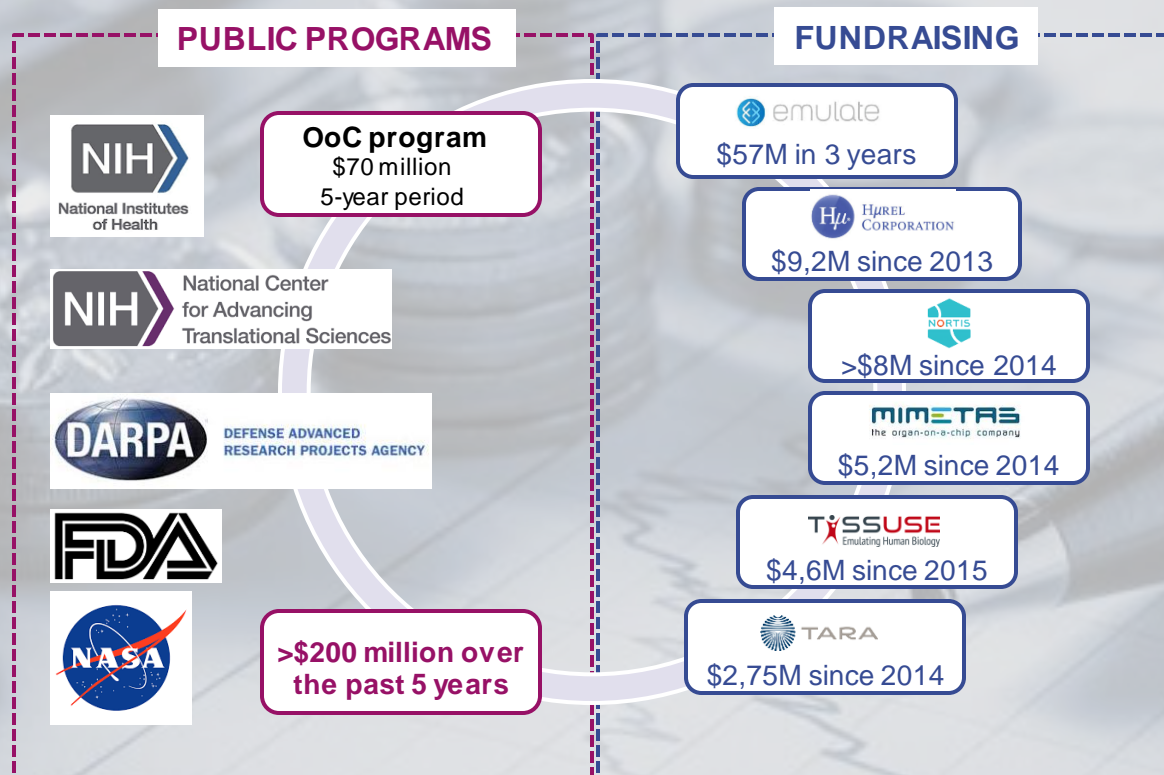 PUBLIC PROGRAMS
NIH
National Institutes
of Health
OoC program
$70 million
5-year period
NIH
National Center
for Advancing
Translational Sciences
DARPA
DEFENSE ADVANCED
RESEARCH PROJECTS AGENCY
FDA
NASA
>$200 million over
the past 5 years
FUNDRAISING
emulate
$57M in 3 years
Hμ
HμREL
CORPORATION
$9,2M since 2013
NORTIS
>$8M since 2014
MIMETAS
the organ-on-a-chip company
$5,2M since 2014
TISSUSE
Emulating Human Biology
$4,6M since 2015
TARA
$2,75M since 2014